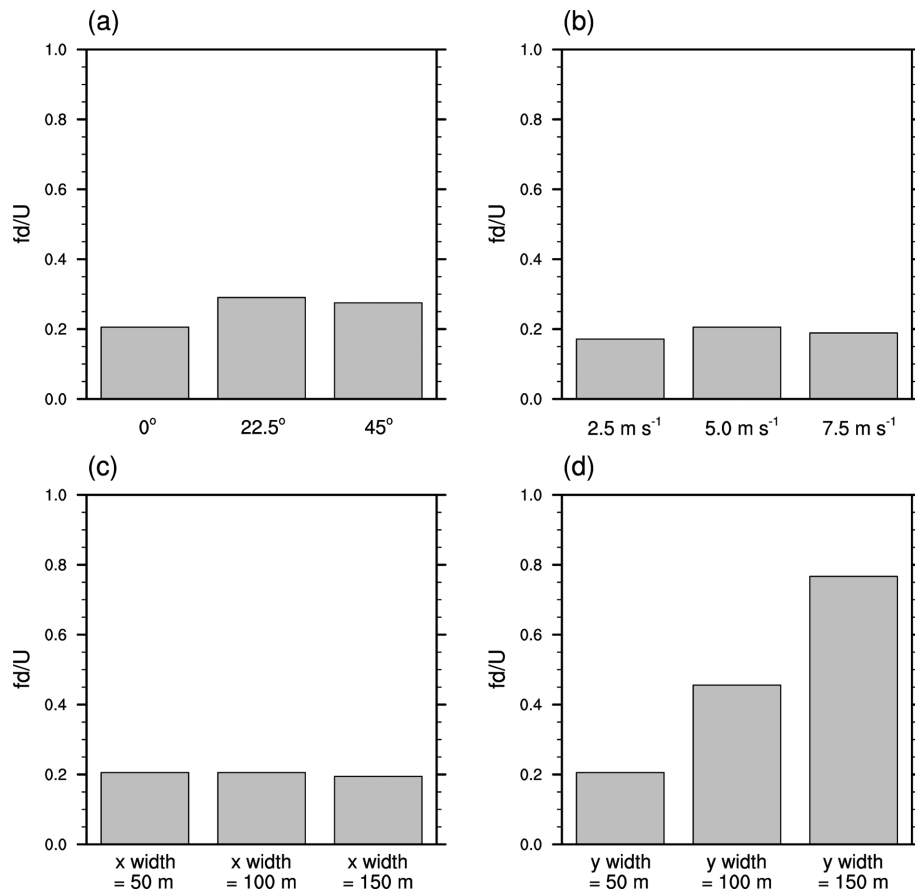 (a)
1.0
0.8
0.6
0.4
0.2
0.0
fd/U
0° 22.5° 45°
(b)
1.0
0.8
0.6
0.4
0.2
0.0
fd/U
2.5 m s⁻¹ 5.0 m s⁻¹ 7.5 m s⁻¹
(c)
1.0
0.8
0.6
0.4
0.2
0.0
fd/U
x width x width x width
= 50 m = 100 m = 150 m
(d)
1.0
0.8
0.6
0.4
0.2
0.0
fd/U
y width y width y width
= 50 m = 100 m = 150 m